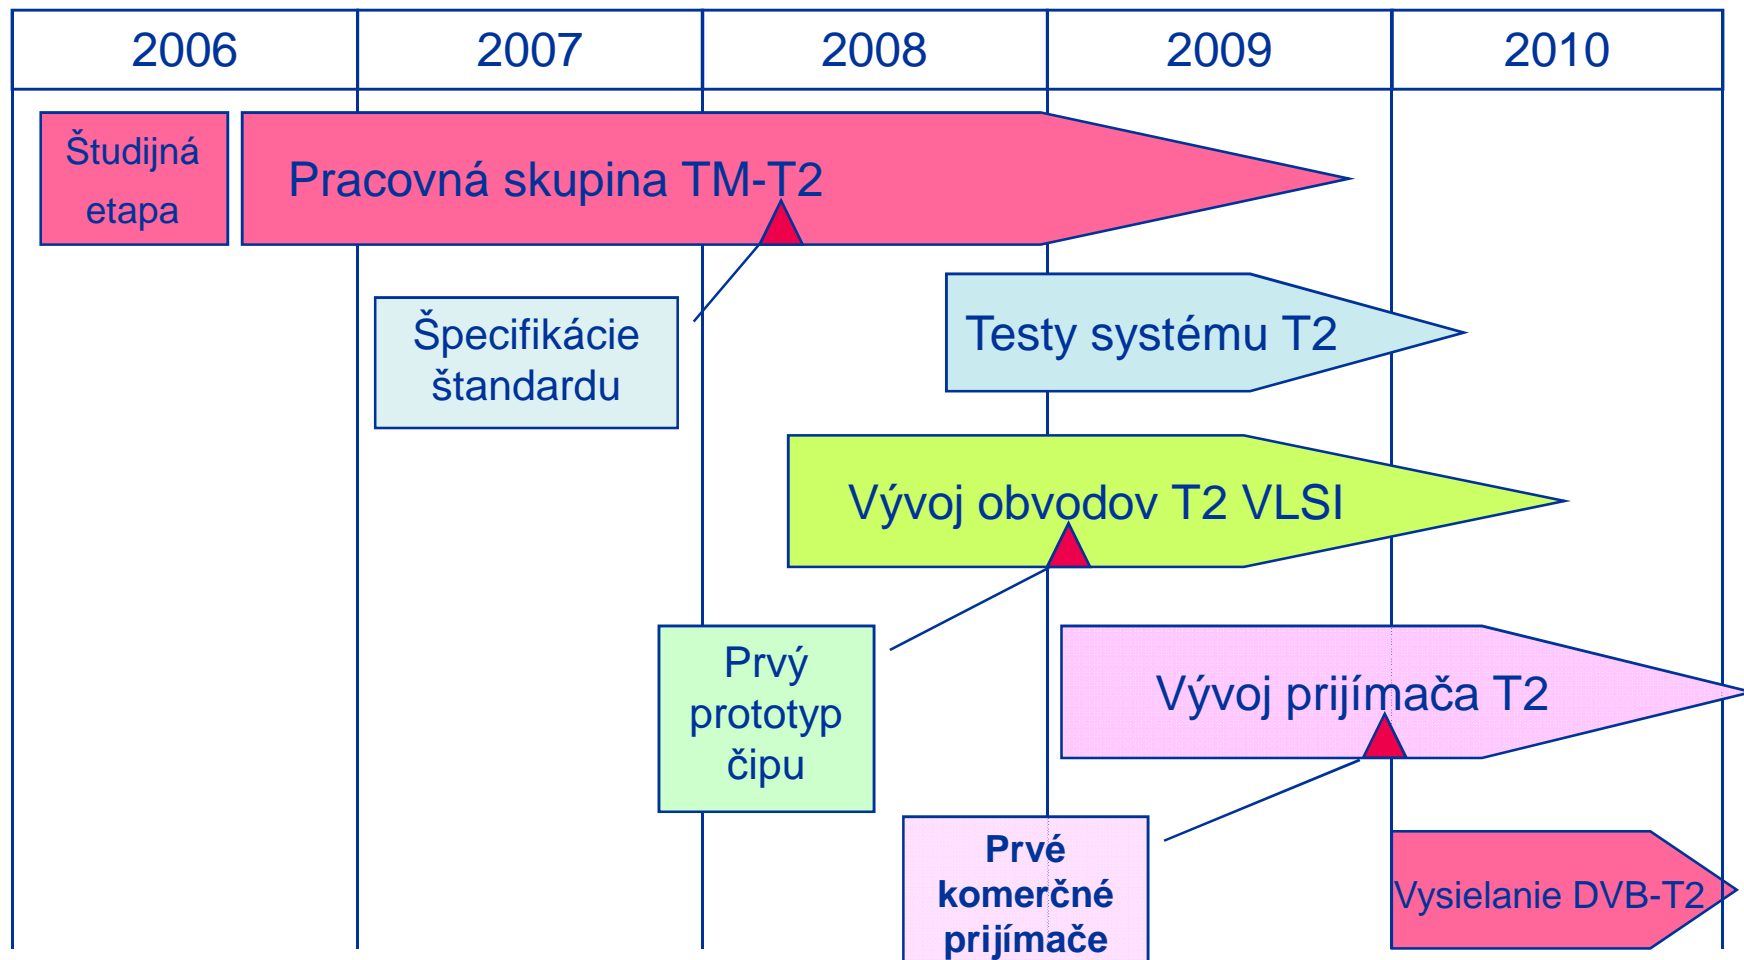 2006 2007 2008 2009 2010
Študijná
etapa
Pracovná skupina TM-T2
Špecifikácie
štandardu
Testy systému T2
Vývoj obvodov T2 VLSI
Prvý
prototyp
čipu
Vývoj prijímača T2
Prvé
komerčné
prijímače
Vysielanie DVB-T2